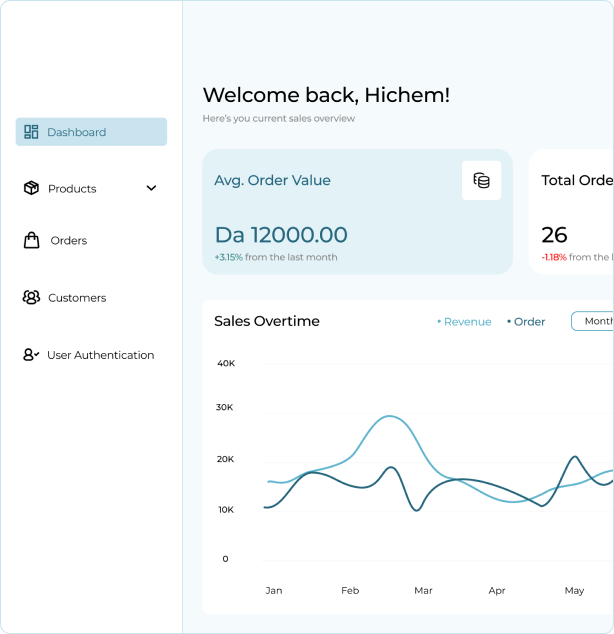 Dashboard
Products
Orders
Customers
User Authentication
Welcome back, Hichem!
Here's you current sales overview
Avg. Order Value
Da 12000.00
+3.15% from the last month
Total Orde
26
-1.18% from the l
Sales Overtime
Revenue
Order
Month
40K
30K
20K
10K
0
Jan
Feb
Mar
Apr
May